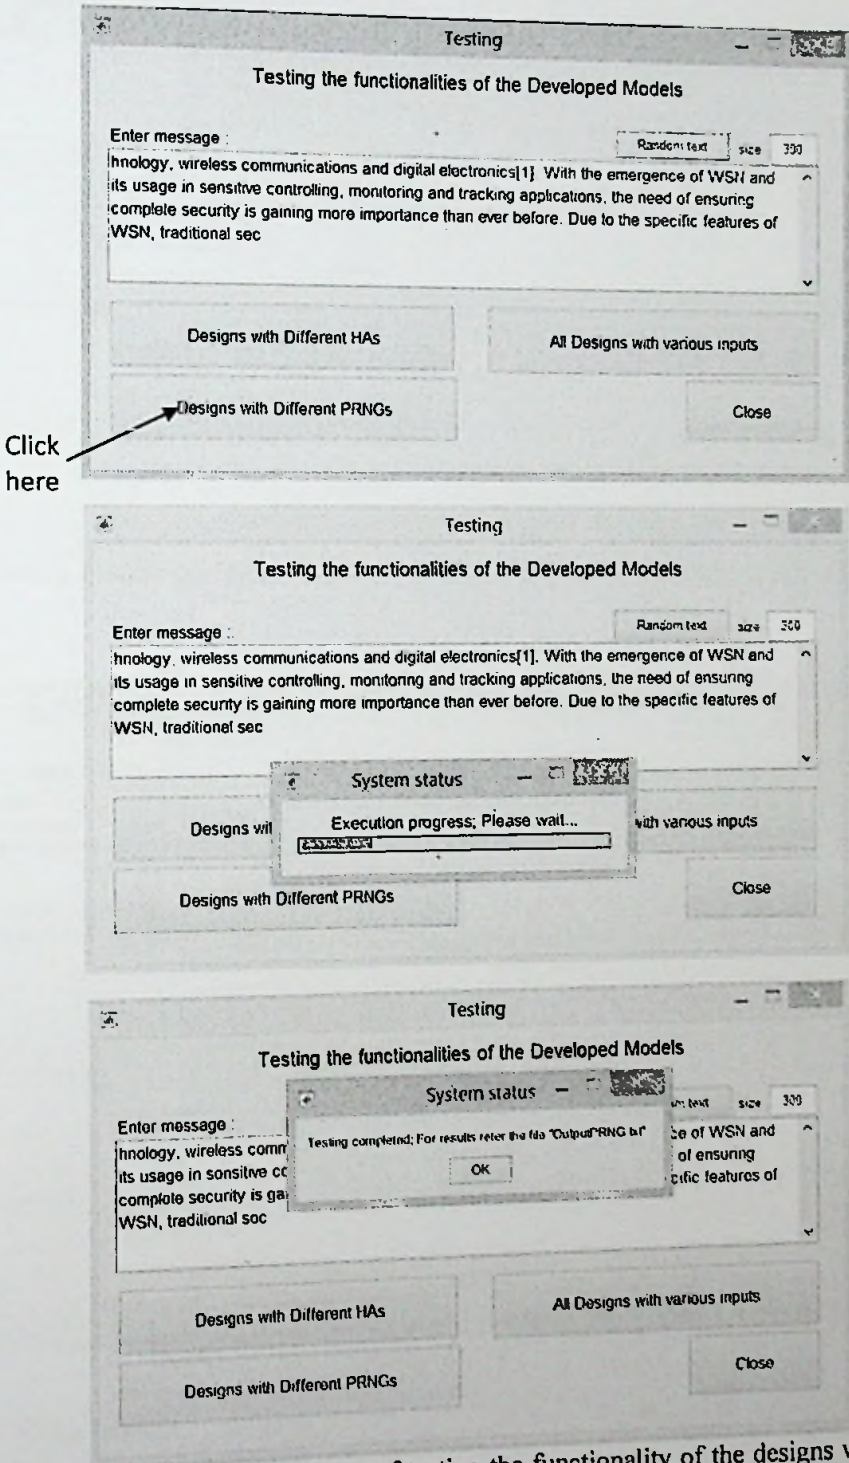 Testing
Testing the functionalities of the Developed Models
Enter message :
Random text size 300
hnology, wireless communications and digital electronics[1] With the emergence of WSN and
its usage in sensitive controlling, monitoring and tracking applications, the need of ensuring
complete security is gaining more importance than ever before. Due to the specific features of
WSN, traditional sec
Designs with Different HAs
All Designs with various inputs
Designs with Different PRNGs
Close
Click
here
Testing
Testing the functionalities of the Developed Models
Enter message :
Random text size 300
hnology, wireless communications and digital electronics[1]. With the emergence of WSN and
its usage in sensitive controlling, monitoring and tracking applications, the need of ensuring
complete security is gaining more importance than ever before. Due to the specific features of
WSN, traditional sec
System status
Execution progress; Please wait...
Designs wit
with various inputs
Designs with Different PRNGs
Close
Testing
Testing the functionalities of the Developed Models
System status
text size 300
Enter message :
Testing completed; For results refer the file
OK
hnology, wireless comm
ce of WSN and
its usage in sensitive co
of ensuring
complete security is gai
cific features of
WSN, traditional sec
Designs with Different HAs
All Designs with various inputs
Designs with Different PRNGs
Close
the functionality of the designs